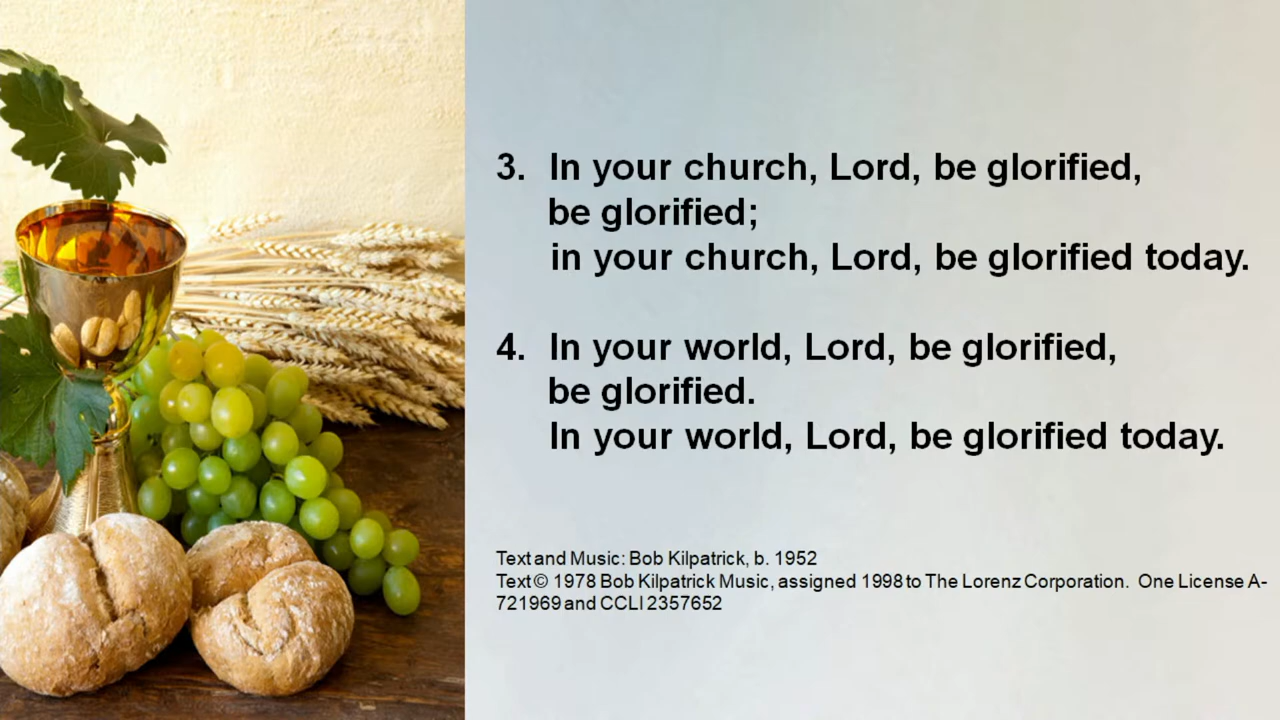 3. In your church, Lord, be glorified,
be glorified;
in your church, Lord, be glorified today.
4. In your world, Lord, be glorified,
be glorified.
In your world, Lord, be glorified today.
Text and Music: Bob Kilpatrick, b. 1952
Text © 1978 Bob Kilpatrick Music, assigned 1998 to The Lorenz Corporation. One License A-
721969 and CCLI 2357652